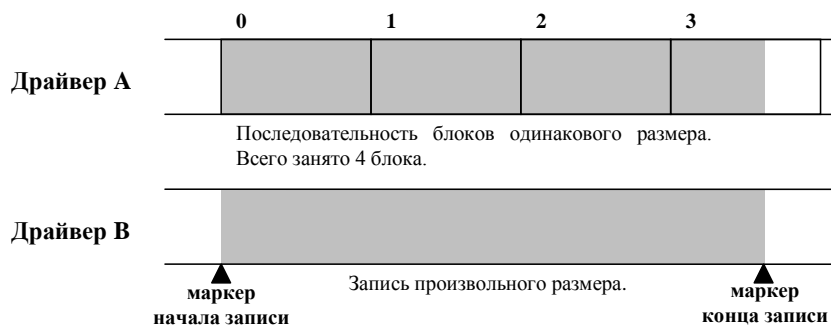 0 1 2 3
Драйвер A
Последовательность блоков одинакового размера.
Всего занято 4 блока.
Драйвер B
Запись произвольного размера.
маркер
начала записи
маркер
конца записи